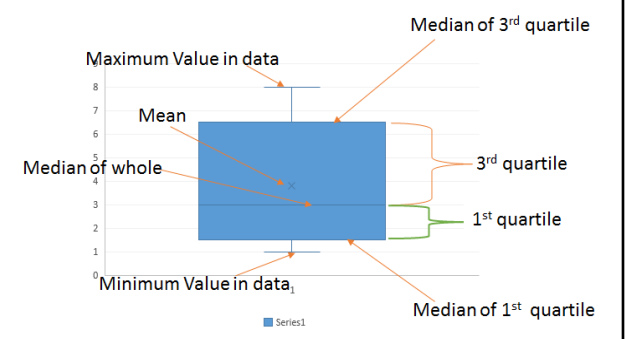 Median of 3rd quartile
Maximum Value in data
9
8
7
Mean
6
5
Median of whole
4
3rd quartile
3
1st quartile
2
1
0
Minimum Value in data
1
Median of 1st quartile
Series1